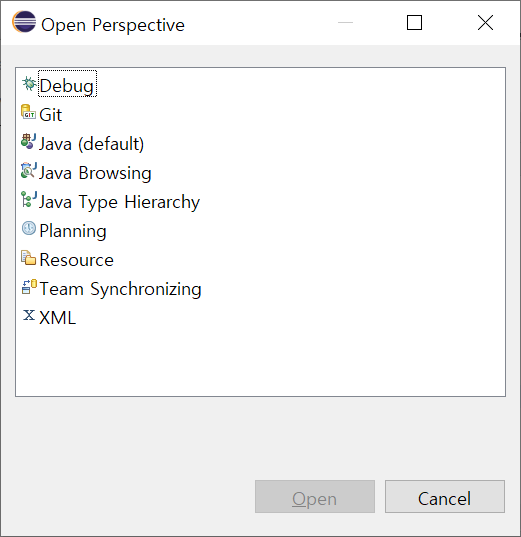 Open Perspective
Debug
Git
Java (default)
Java Browsing
Java Type Hierarchy
Planning
Resource
Team Synchronizing
XML
Open
Cancel